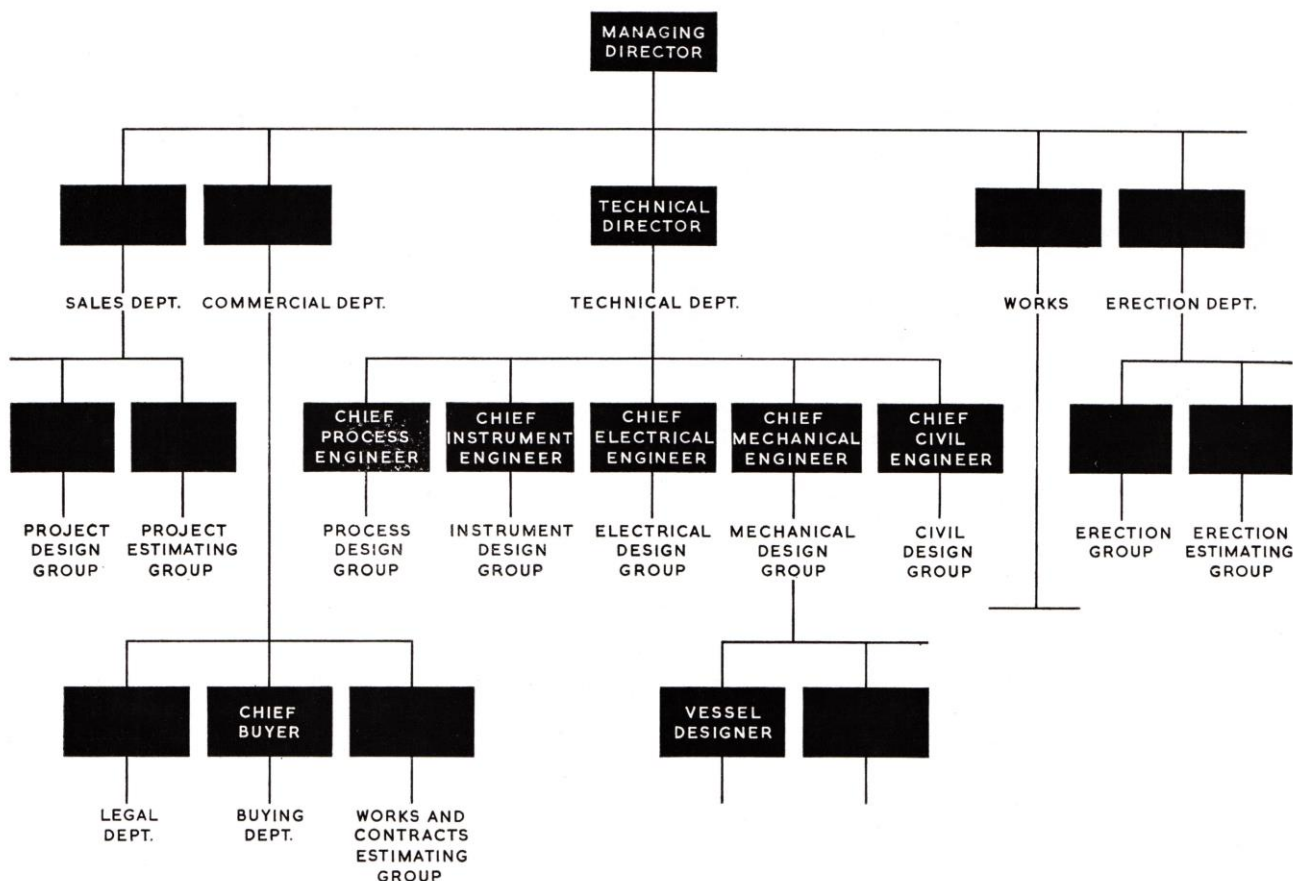 MANAGING
DIRECTOR
TECHNICAL
DIRECTOR
SALES DEPT.
COMMERCIAL DEPT.
TECHNICAL DEPT.
WORKS
ERECTION DEPT.
CHIEF
PROCESS
ENGINEER
CHIEF
INSTRUMENT
ENGINEER
CHIEF
ELECTRICAL
ENGINEER
CHIEF
MECHANICAL
ENGINEER
CHIEF
CIVIL
ENGINEER
PROJECT
DESIGN
GROUP
PROJECT
ESTIMATING
GROUP
PROCESS
DESIGN
GROUP
INSTRUMENT
DESIGN
GROUP
ELECTRICAL
DESIGN
GROUP
MECHANICAL
DESIGN
GROUP
CIVIL
DESIGN
GROUP
ERECTION
GROUP
ERECTION
ESTIMATING
GROUP
CHIEF
BUYER
VESSEL
DESIGNER
LEGAL
DEPT.
BUYING
DEPT.
WORKS AND
CONTRACTS
ESTIMATING
GROUP